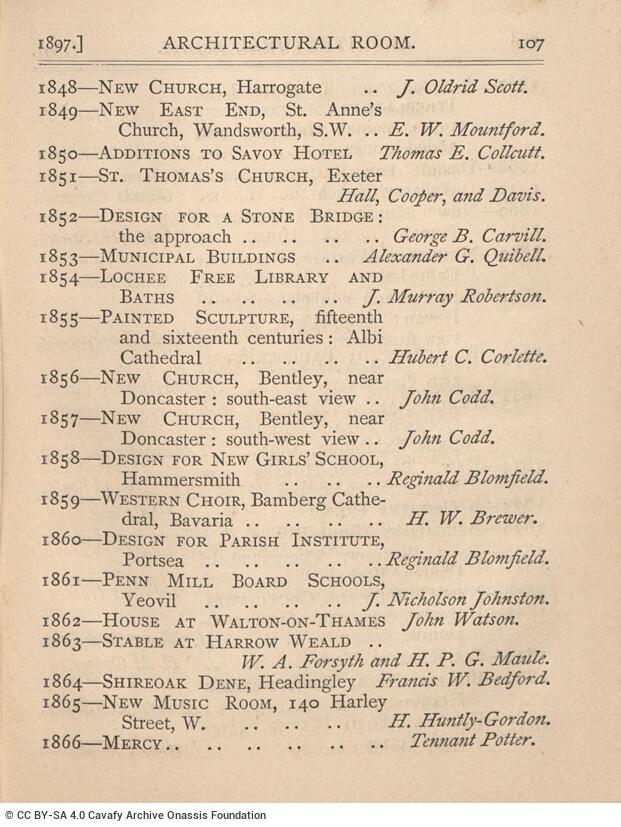 1897.] ARCHITECTURAL ROOM. 107
1848—NEW CHURCH, Harrogate .. J. Oldrid Scott.
1849—NEW EAST END, St. Anne's
Church, Wandsworth, S.W. .. E. W. Mountford.
1850—ADDITIONS TO SAVOY HOTEL Thomas E. Collcutt.
1851—ST. THOMAS'S CHURCH, Exeter
Hall, Cooper, and Davis.
1852—DESIGN FOR A STONE BRIDGE:
the approach .. .. .. .. George B. Carvill.
1853—MUNICIPAL BUILDINGS .. Alexander G. Quibell.
1854—LOCHEE FREE LIBRARY AND
BATHS .. .. .. .. J. Murray Robertson.
1855—PAINTED SCULPTURE, fifteenth
and sixteenth centuries: Albi
Cathedral .. .. .. .. Hubert C. Corlette.
1856—NEW CHURCH, Bentley, near
Doncaster: south-east view .. John Codd.
1857—NEW CHURCH, Bentley, near
Doncaster: south-west view .. John Codd.
1858—DESIGN FOR NEW GIRLS' SCHOOL,
Hammersmith .. .. .. Reginald Blomfield.
1859—WESTERN CHOIR, Bamberg Cathe-
dral, Bavaria .. .. .. .. H. W. Brewer.
1860—DESIGN FOR PARISH INSTITUTE,
Portsea .. .. .. .. .. Reginald Blomfield.
1861—PENN MILL BOARD SCHOOLS,
Yeovil .. .. .. .. J. Nicholson Johnston.
1862—HOUSE AT WALTON-ON-THAMES John Watson.
1863—STABLE AT HARROW WEALD ..
W. A. Forsyth and H. P. G. Maule.
1864—SHIREOAK DENE, Headingley Francis W. Bedford.
1865—NEW MUSIC ROOM, 140 Harley
Street, W. .. .. .. H. Huntly-Gordon.
1866—MERCY .. .. .. .. .. .. Tennant Potter.
© CC BY-SA 4.0 Cavafy Archive Onassis Foundation